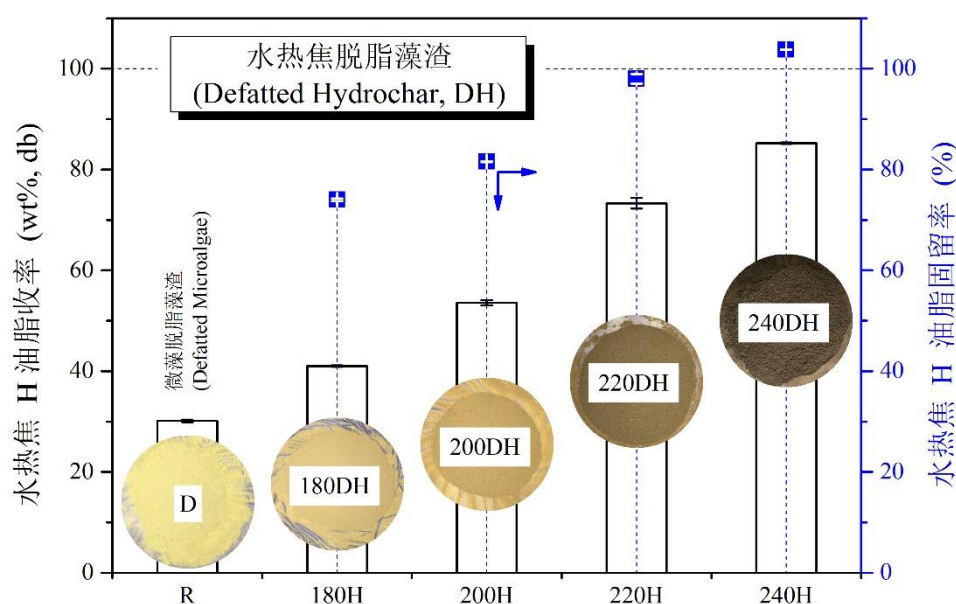 水热焦脱脂藻渣
(Defatted Hydrochar, DH)
水热焦 H 油脂收率 (wt%, db)
100
80
60
40
20
0
微藻脱脂藻渣
(Defatted Microalgae)
D
180DH
200DH
220DH
240DH
R
180H
200H
220H
240H
100
80
60
40
20
0
水热焦 H 油脂固留率 (%)